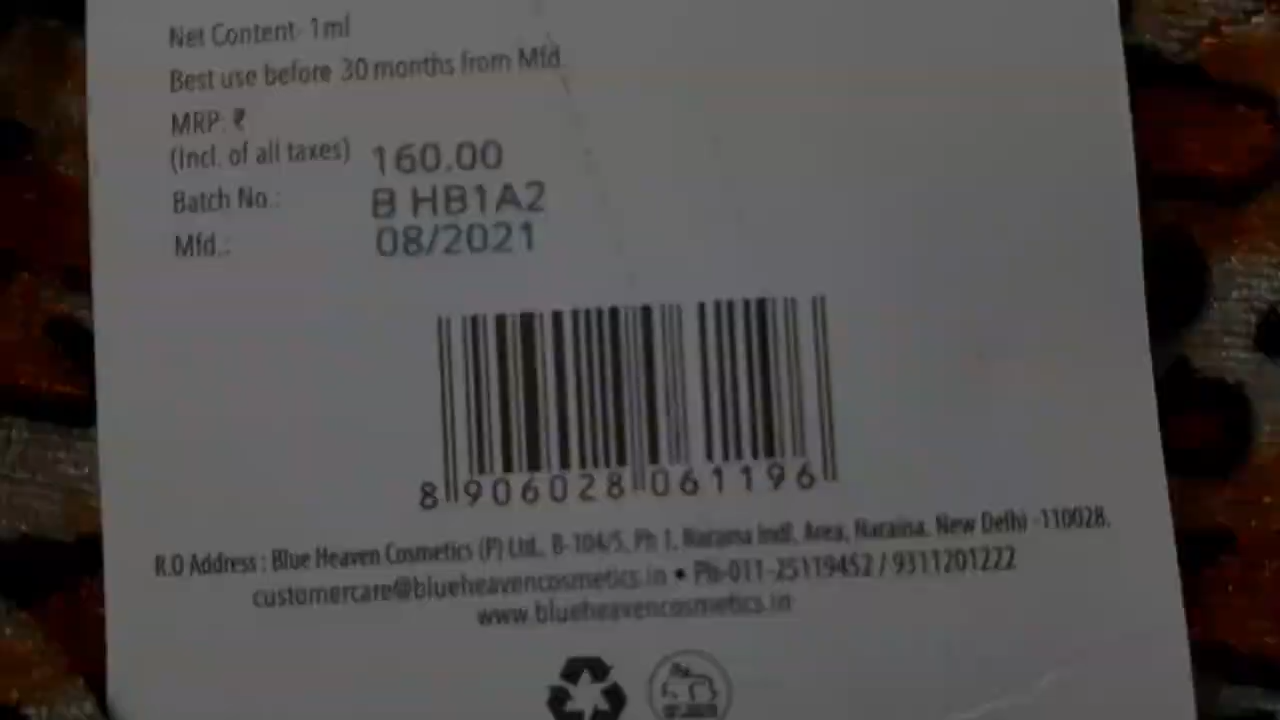 Net Content- 1ml
Best use before 30 months from Mfd.
MRP: ₹
(Incl. of all taxes) 160.00
Batch No.: B HB1A2
Mfd.: 08/2021
8 906028 061196
R.O Address : Blue Heaven Cosmetics (P) Ltd., B-104/5, Ph 1, Naraina Indl. Area, Naraina, New Delhi -110028.
customercare@blueheavencosmetics.in • Ph-011-25119452 / 9311201222
www.blueheavencosmetics.in